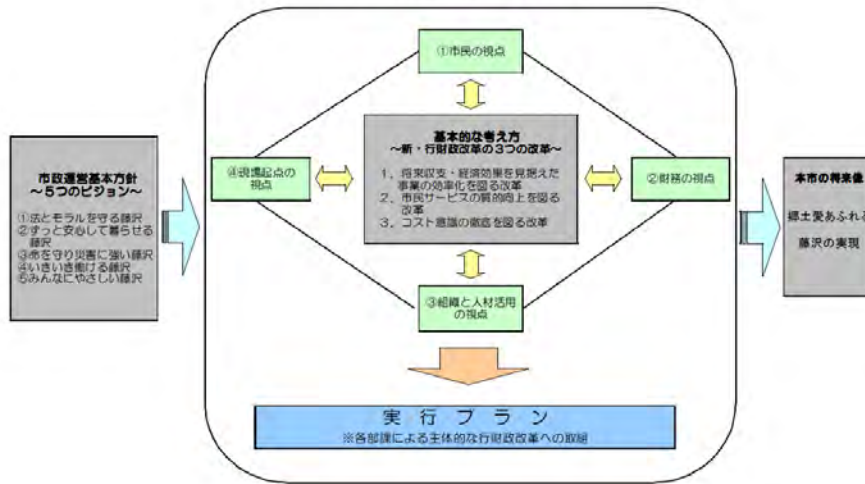 市政運営基本方針
～５つのビジョン～
①法とモラルを守る藤沢
②ずっと安心して暮らせる
藤沢
③命を守り災害に強い藤沢
④いきいき働ける藤沢
⑤みんなにやさしい藤沢
①市民の視点
④現場起点の
視点
基本的な考え方
～新・行財政改革の３つの改革～
１，将来収支・経済効果を見据えた
事業の効率化を図る改革
２，市民サービスの質的向上を図る
改革
３，コスト意識の徹底を図る改革
②財務の視点
③組織と人材活用
の視点
実行プラン
※各部課による主体的な行財政改革への取組
本市の将来像
郷土愛あふれる
藤沢の実現